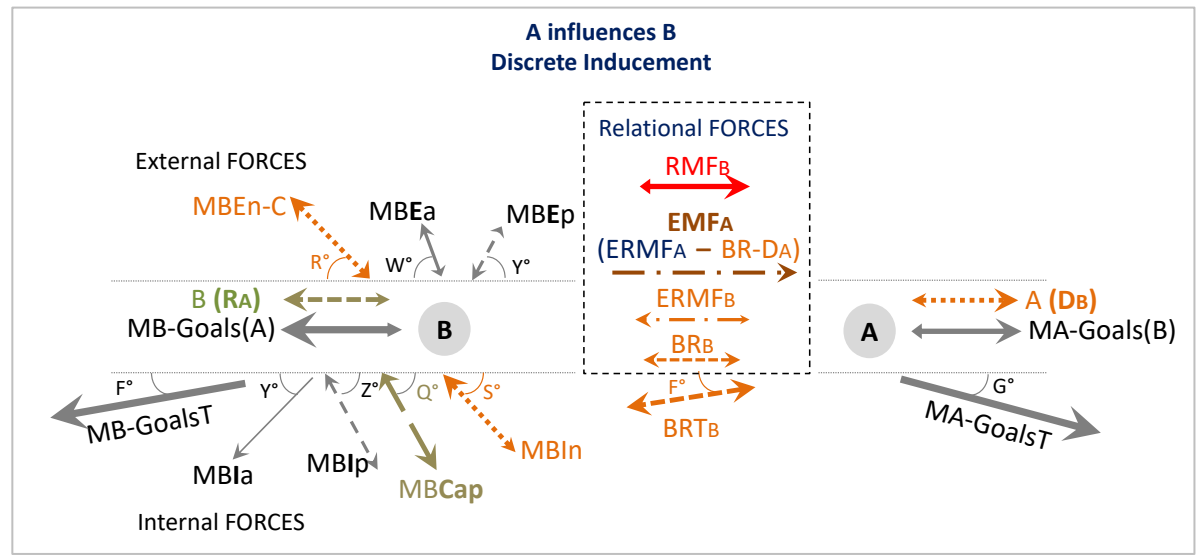 A influences B
Discrete Inducement
External FORCES
MBEn-C
MBEa
MBEp
R°
W°
Y°
B (RA)
MB-Goals(A)
B
F°
Y°
Z°
Q°
S°
MB-GoalsT
MBIa
MBIp
MBCap
MBIn
Internal FORCES
Relational FORCES
RMFB
EMFA
(ERMFA – BR-DA)
ERMFB
BRB
F°
BRTB
A
A (DB)
MA-Goals(B)
G°
MA-GoalsT